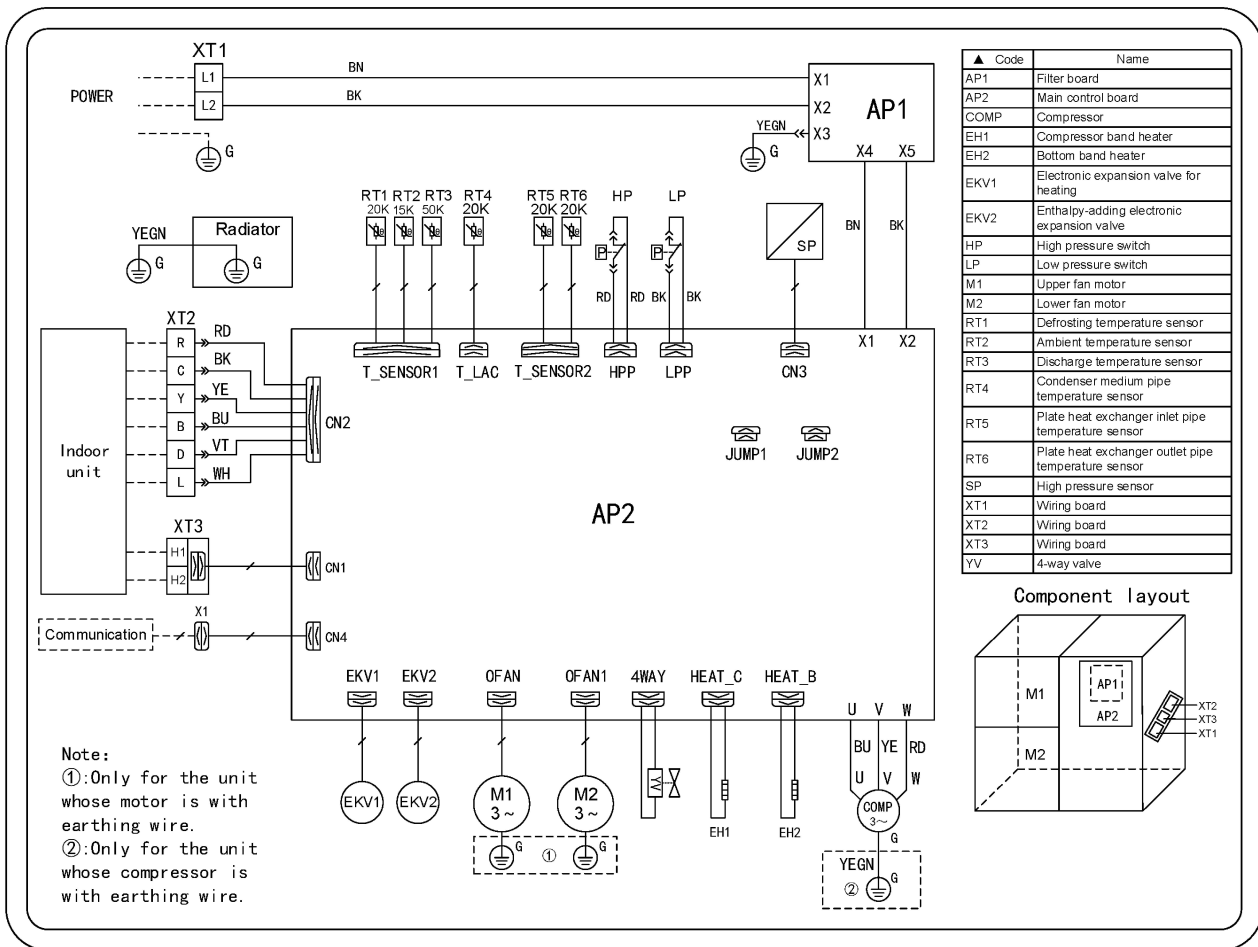 XT1
POWER
L1
L2
BN
BK
G
X1
X2
X3
AP1
X4 X5
YEGN
G
BN
BK
YEGN
G
Radiator
G
RT1 RT2 RT3 RT4
20K 15K 50K 20K
RT5 RT6
20K 20K
HP
LP
P
P
SP
RD RD BK BK
X1 X2
T_SENSOR1 T_LAC T_SENSOR2 HPP LPP CN3
JUMP1 JUMP2
XT2
R RD
C BK
Y YE
B BU
D VT
L WH
CN2
Indoor
unit
XT3
H1
H2
CN1
X1
Communication
CN4
AP2
EKV1 EKV2 OFAN OFAN1 4WAY HEAT_C HEAT_B
U V W
BU YE RD
U V W
EKV1
EKV2
M1
3~
M2
3~
YV
EH1
EH2
COMP
3~
G
G ① G
YEGN
② G
Note:
①:Only for the unit
whose motor is with
earthing wire.
②:Only for the unit
whose compressor is
with earthing wire.
▲ Code Name
AP1 Filter board
AP2 Main control board
COMP Compressor
EH1 Compressor band heater
EH2 Bottom band heater
EKV1 Electronic expansion valve for
heating
EKV2 Enthalpy-adding electronic
expansion valve
HP High pressure switch
LP Low pressure switch
M1 Upper fan motor
M2 Lower fan motor
RT1 Defrosting temperature sensor
RT2 Ambient temperature sensor
RT3 Discharge temperature sensor
RT4 Condenser medium pipe
temperature sensor
RT5 Plate heat exchanger inlet pipe
temperature sensor
RT6 Plate heat exchanger outlet pipe
temperature sensor
SP High pressure sensor
XT1 Wiring board
XT2 Wiring board
XT3 Wiring board
YV 4-way valve
Component layout
M1
M2
AP1
AP2
XT2
XT3
XT1